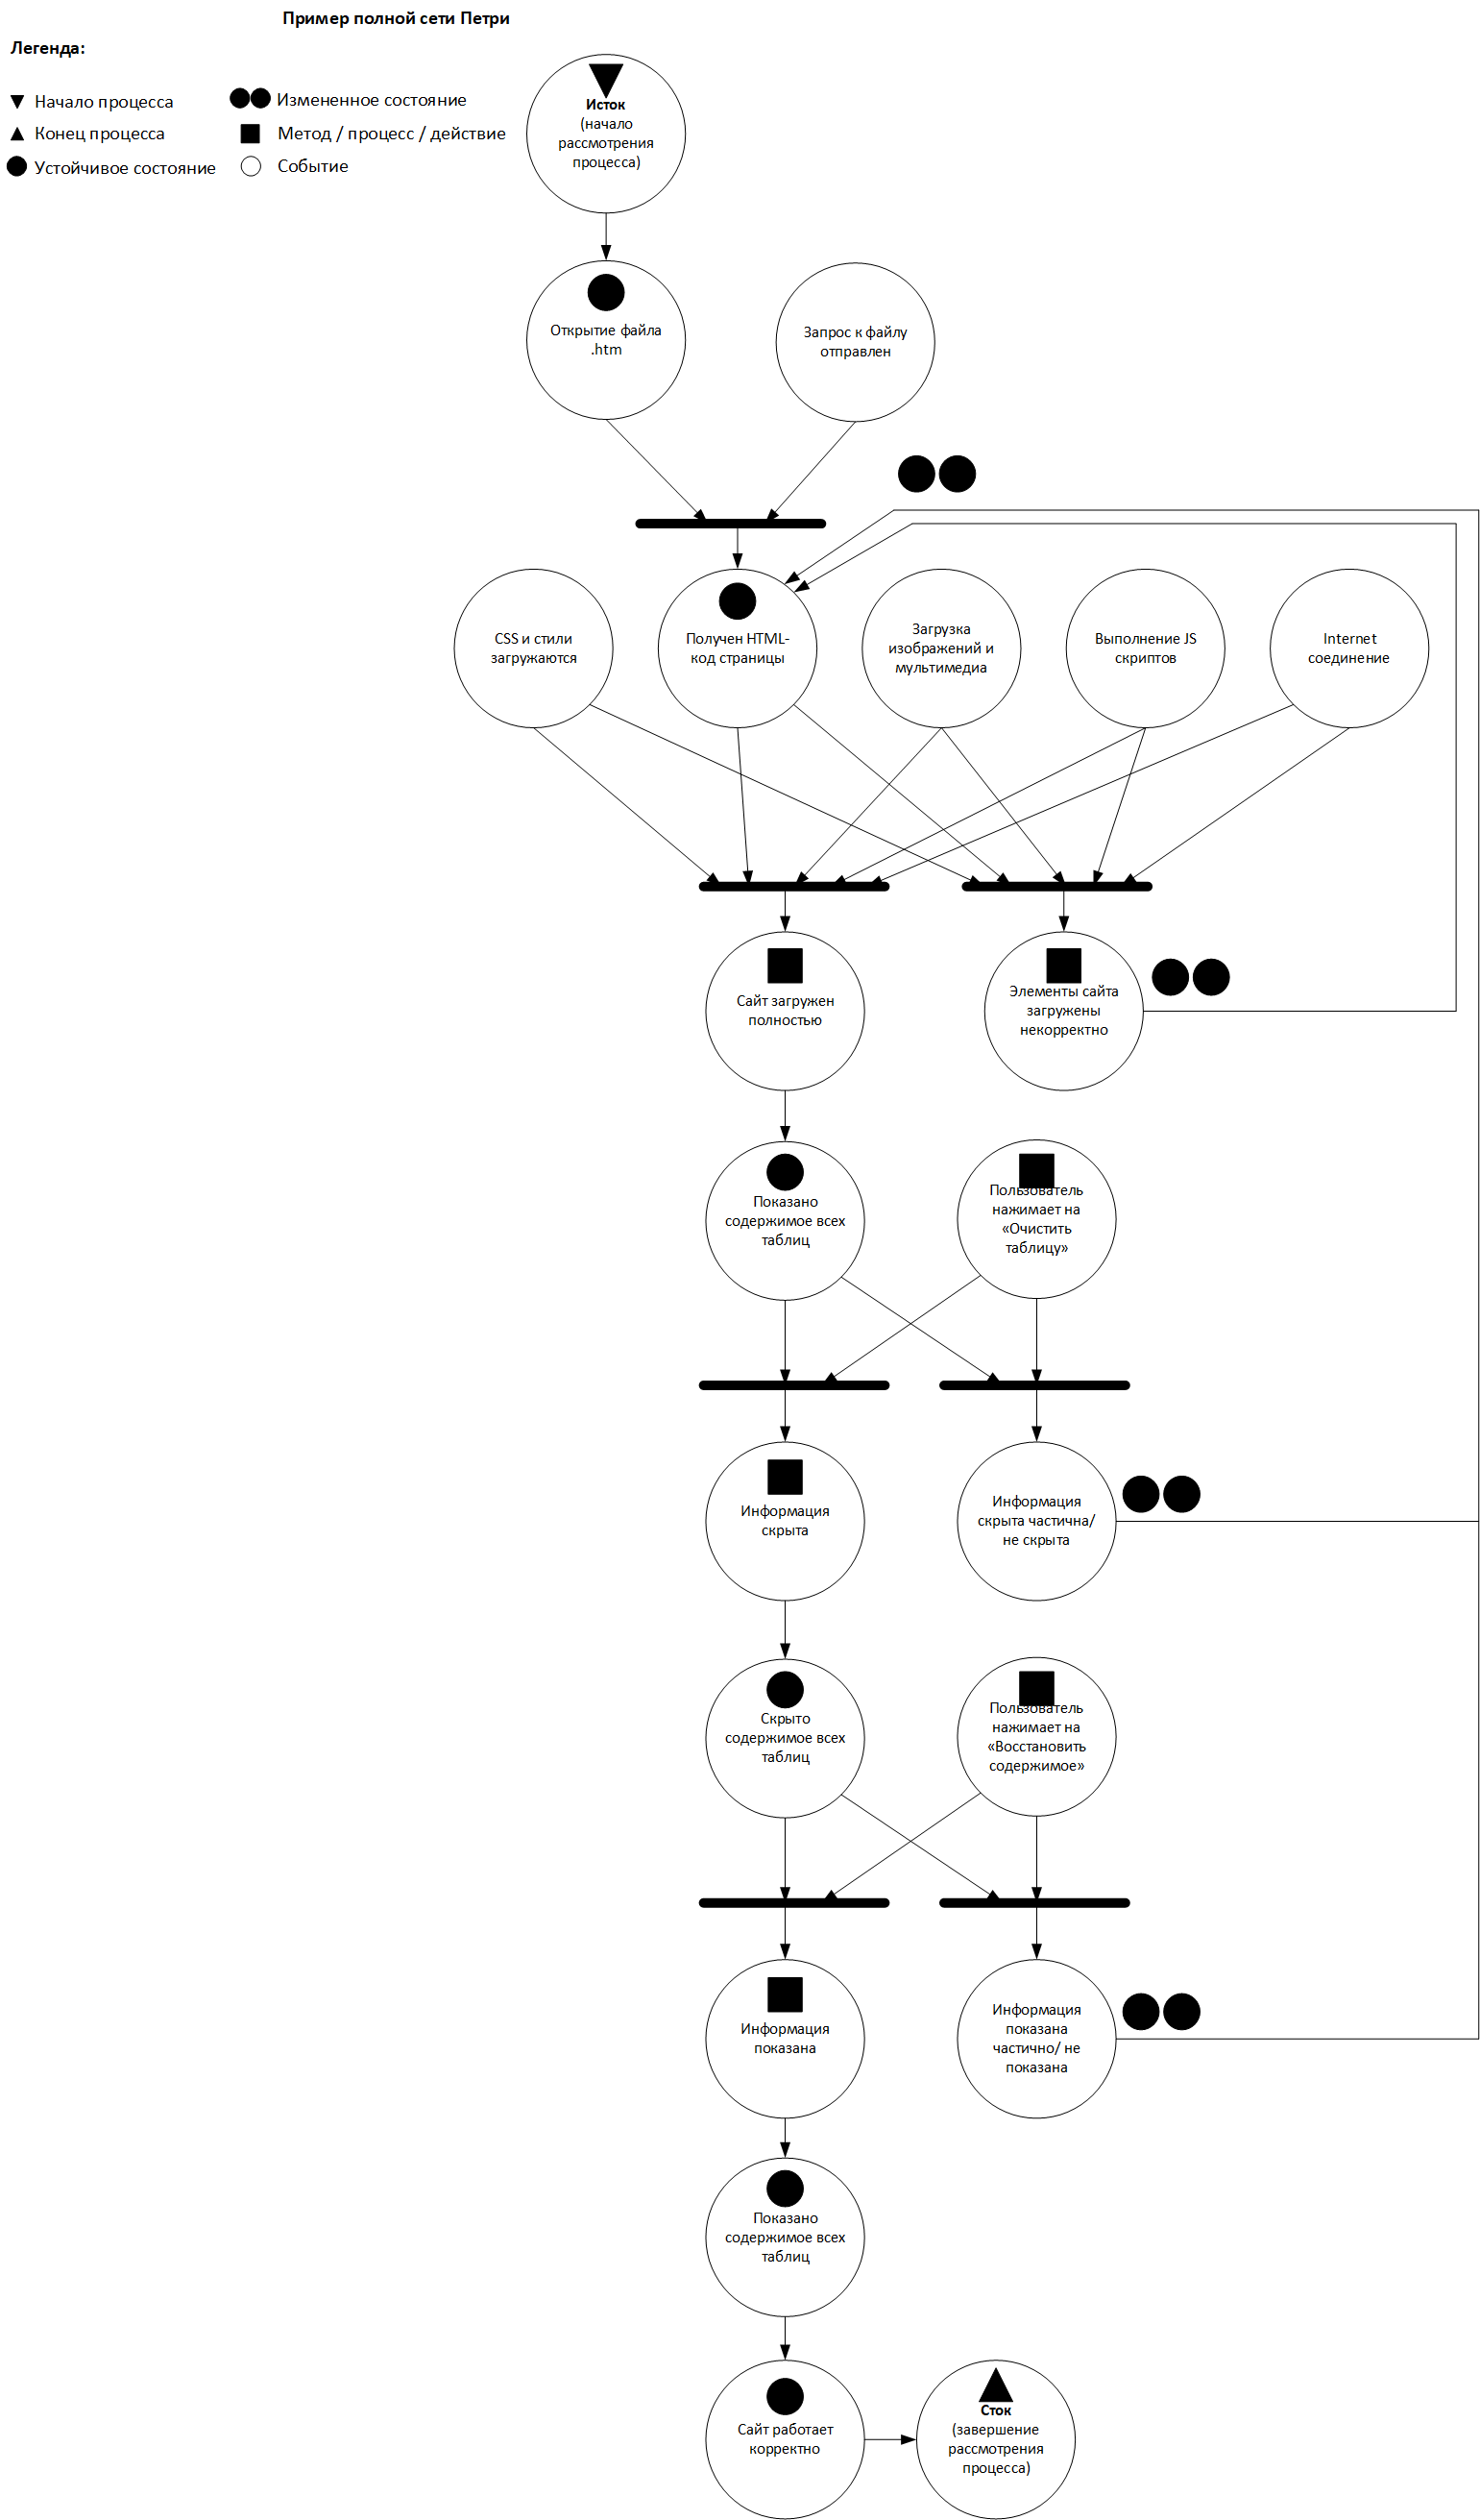 Пример полной сети Петри
Легенда:
Начало процесса
Конец процесса
Устойчивое состояние
Измененное состояние
Метод / процесс / действие
Событие
Исток
(начало
рассмотрения
процесса)
Открытие файла
.htm
Запрос к файлу
отправлен
CSS и стили
загружаются
Получен HTML-
код страницы
Загрузка
изображений и
мультимедиа
Выполнение JS
скриптов
Internet
соединение
Сайт загружен
полностью
Элементы сайта
загружены
некорректно
Показано
содержимое всех
таблиц
Пользователь
нажимает на
«Очистить
таблицу»
Информация
скрыта
Информация
скрыта частична/
не скрыта
Скрыто
содержимое всех
таблиц
Пользователь
нажимает на
«Восстановить
содержимое»
Информация
показана
Информация
показана
частично/ не
показана
Показано
содержимое всех
таблиц
Сайт работает
корректно
Сток
(завершение
рассмотрения
процесса)